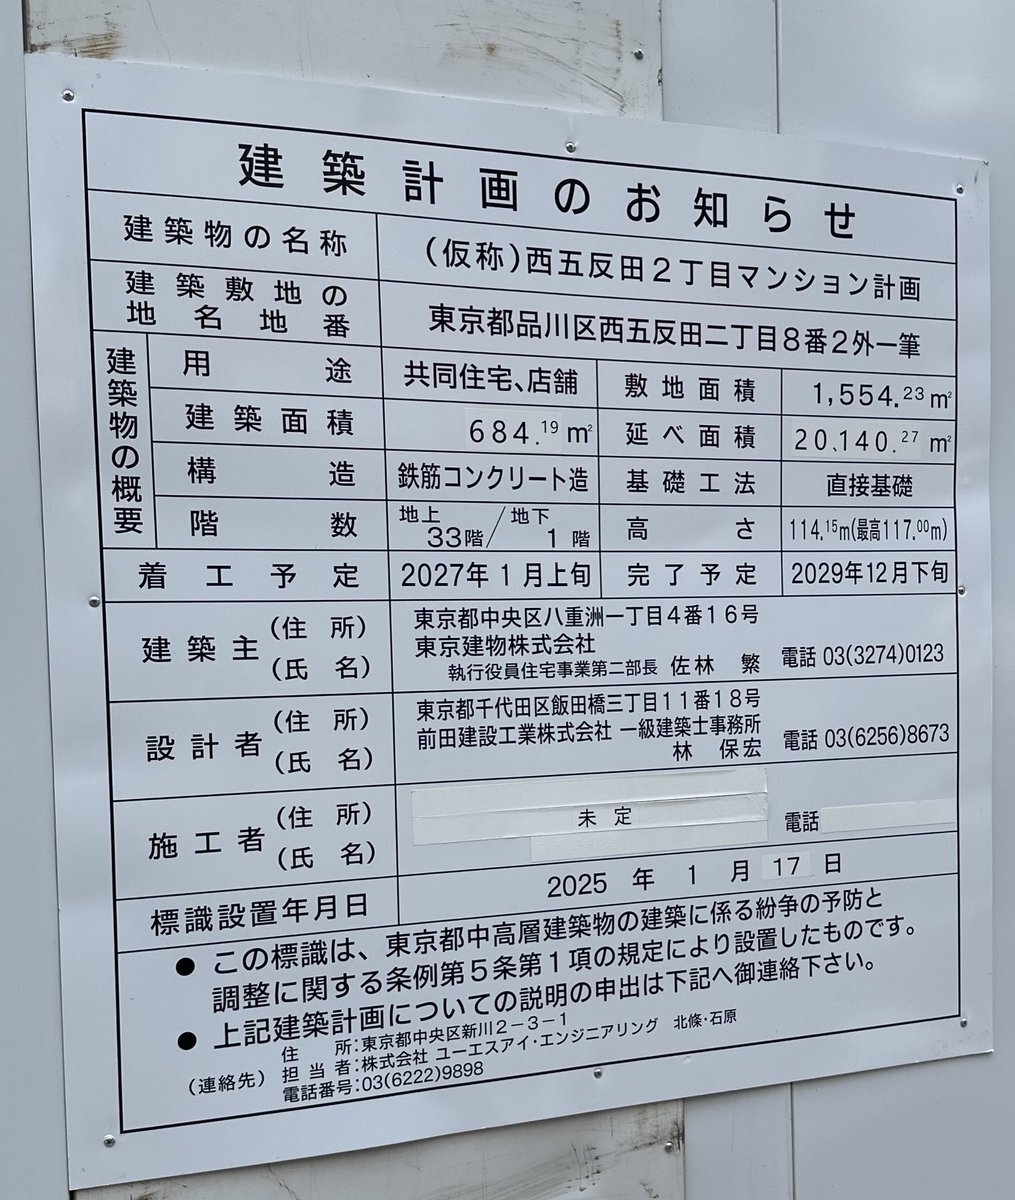 建築計画のお知らせ
建築物の名称 (仮称)西五反田2丁目マンション計画
建築敷地の地名地番 東京都品川区西五反田二丁目8番2外一筆
建築物の概要
用途 共同住宅、店舗 敷地面積 1,554.23㎡
建築面積 684.19㎡ 延べ面積 20,140.27㎡
構造 鉄筋コンクリート造 基礎工法 直接基礎
階数 地上33階/地下1階 高さ 114.15m(最高117.00m)
着工予定 2027年1月上旬 完了予定 2029年12月下旬
建築主 (住所) 東京都中央区八重洲一丁目4番16号
(氏名) 東京建物株式会社
執行役員住宅事業第二部長 佐林 繁 電話 03(3274)0123
設計者 (住所) 東京都千代田区飯田橋三丁目11番18号
(氏名) 前田建設工業株式会社 一級建築士事務所
林 保宏 電話 03(6256)8673
施工者 (住所)
(氏名) 未定 電話
標識設置年月日 2025年1月17日
● この標識は、東京都中高層建築物の建築に係る紛争の予防と
調整に関する条例第5条第1項の規定により設置したものです。
● 上記建築計画についての説明の申出は下記へ御連絡下さい。
(連絡先) 住所:東京都中央区新川2-3-1
担当者:株式会社 ユーエスアイ・エンジニアリング 北條・石原
電話番号:03(6222)9898